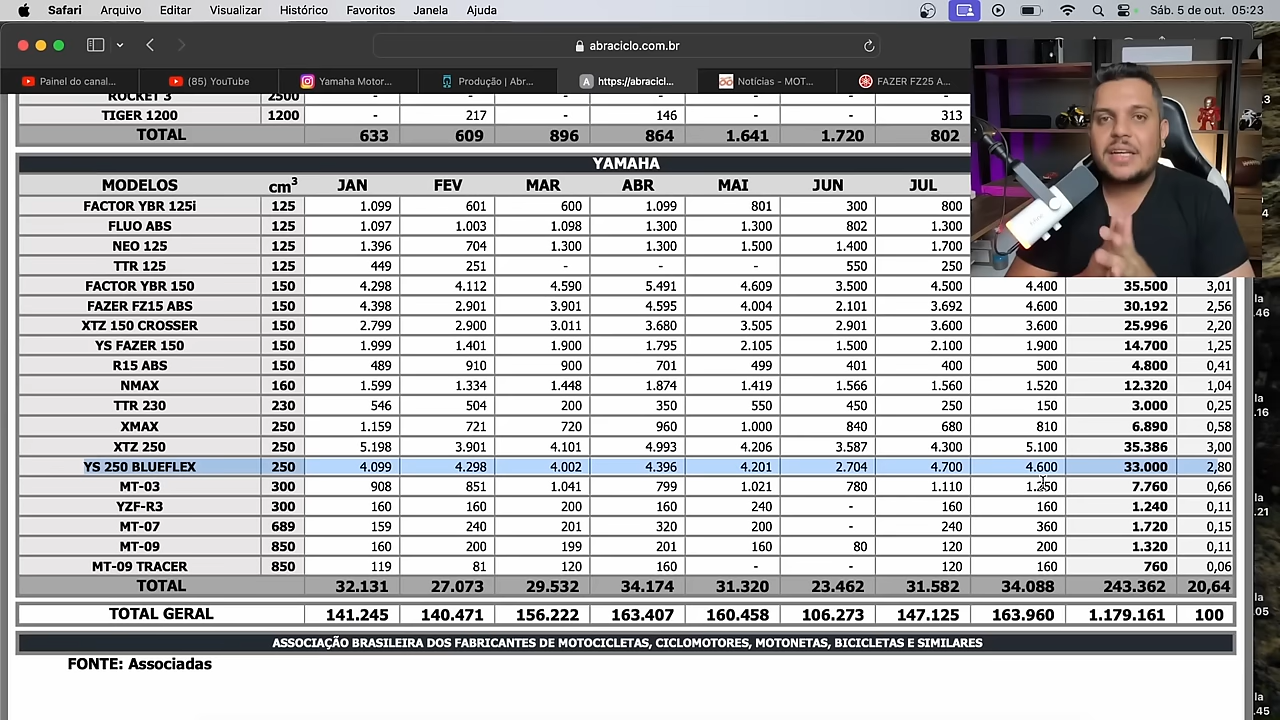 Safari Arquivo Editar Visualizar Histórico Favoritos Janela Ajuda Sáb. 5 de out. 05:23
abraciclo.com.br
Painel do canal... (85) YouTube Yamaha Motor... Produção | Abr... https://abracicl... Notícias - MOT... FAZER FZ25 A...
ROCKET 3 2500 - - - - - - -
TIGER 1200 1200 - 217 - 146 - - 313
TOTAL 633 609 896 864 1.641 1.720 802
YAMAHA
MODELOS cm³ JAN FEV MAR ABR MAI JUN JUL
FACTOR YBR 125i 125 1.099 601 600 1.099 801 300 800
FLUO ABS 125 1.097 1.003 1.098 1.300 1.300 802 1.300
NEO 125 125 1.396 704 1.300 1.300 1.500 1.400 1.700
TTR 125 125 449 251 - - - 550 250
FACTOR YBR 150 150 4.298 4.112 4.590 5.491 4.609 3.500 4.500 4.400 35.500 3,01
FAZER FZ15 ABS 150 4.398 2.901 3.901 4.595 4.004 2.101 3.692 4.600 30.192 2,56
XTZ 150 CROSSER 150 2.799 2.900 3.011 3.680 3.505 2.901 3.600 3.600 25.996 2,20
YS FAZER 150 150 1.999 1.401 1.900 1.795 2.105 1.500 2.100 1.900 14.700 1,25
R15 ABS 150 489 910 900 701 499 401 400 500 4.800 0,41
NMAX 160 1.599 1.334 1.448 1.874 1.419 1.566 1.560 1.520 12.320 1,04
TTR 230 230 546 504 200 350 550 450 250 150 3.000 0,25
XMAX 250 1.159 721 720 960 1.000 840 680 810 6.890 0,58
XTZ 250 250 5.198 3.901 4.101 4.993 4.206 3.587 4.300 5.100 35.386 3,00
YS 250 BLUEFLEX 250 4.099 4.298 4.002 4.396 4.201 2.704 4.700 4.600 33.000 2,80
MT-03 300 908 851 1.041 799 1.021 780 1.110 1.250 7.760 0,66
YZF-R3 300 160 160 200 160 240 - 160 160 1.240 0,11
MT-07 689 159 240 201 320 200 - 240 360 1.720 0,15
MT-09 850 160 200 199 201 160 80 120 200 1.320 0,11
MT-09 TRACER 850 119 81 120 160 - - 120 160 760 0,06
TOTAL 32.131 27.073 29.532 34.174 31.320 23.462 31.582 34.088 243.362 20,64
TOTAL GERAL 141.245 140.471 156.222 163.407 160.458 106.273 147.125 163.960 1.179.161 100
ASSOCIAÇÃO BRASILEIRA DOS FABRICANTES DE MOTOCICLETAS, CICLOMOTORES, MOTONETAS, BICICLETAS E SIMILARES
FONTE: Associadas